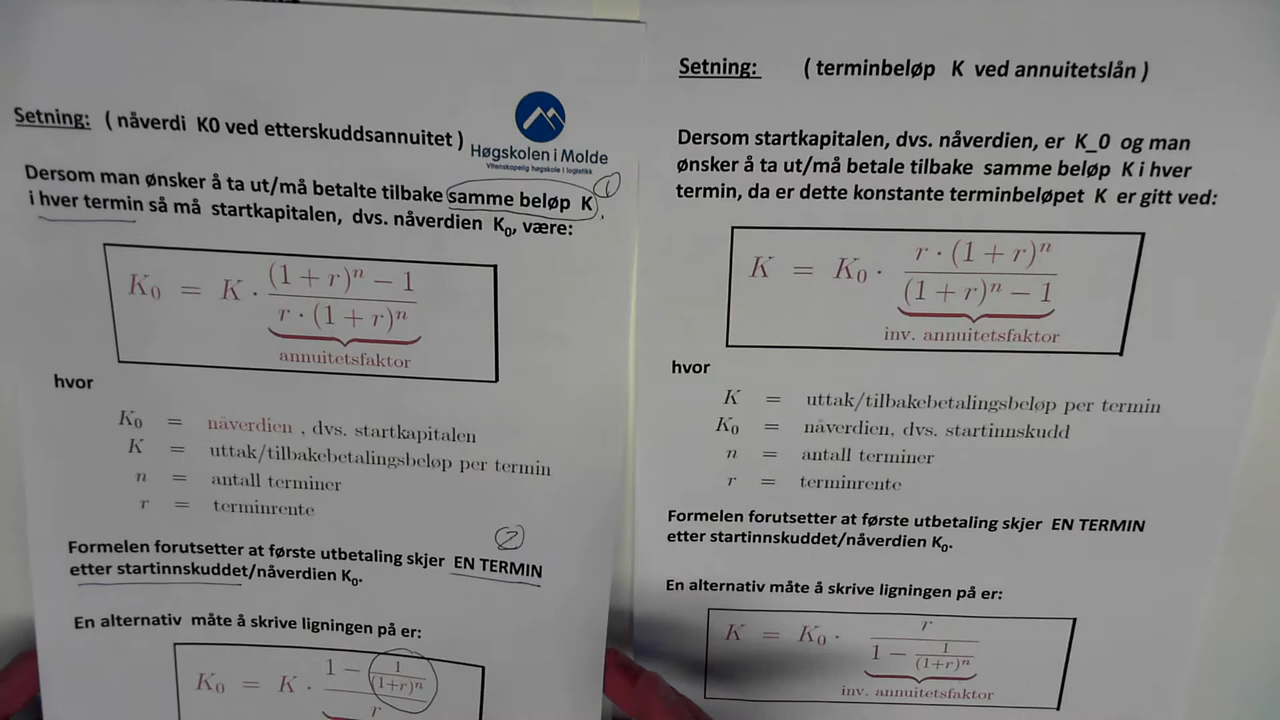 Setning: ( nåverdi K0 ved etterskuddsannuitet )
Høgskolen i Molde
Vitenskapelig høgskole i logistikk
Dersom man ønsker å ta ut/må betalte tilbake samme beløp K
1
i hver termin så må startkapitalen, dvs. nåverdien K₀, være:
K₀ = K · ((1 + r)ⁿ − 1) / (r · (1 + r)ⁿ)
annuitetsfaktor
hvor
K₀ = nåverdien , dvs. startkapitalen
K = uttak/tilbakebetalingsbeløp per termin
n = antall terminer
r = terminrente
2
Formelen forutsetter at første utbetaling skjer EN TERMIN
etter startinnskuddet/nåverdien K₀.
En alternativ måte å skrive ligningen på er:
K₀ = K · (1 − 1/(1+r)ⁿ) / r
Setning: ( terminbeløp K ved annuitetslån )
Dersom startkapitalen, dvs. nåverdien, er K_0 og man
ønsker å ta ut/må betale tilbake samme beløp K i hver
termin, da er dette konstante terminbeløpet K er gitt ved:
K = K₀ · (r · (1 + r)ⁿ) / ((1 + r)ⁿ − 1)
inv. annuitetsfaktor
hvor
K = uttak/tilbakebetalingsbeløp per termin
K₀ = nåverdien, dvs. startinnskudd
n = antall terminer
r = terminrente
Formelen forutsetter at første utbetaling skjer EN TERMIN
etter startinnskuddet/nåverdien K₀.
En alternativ måte å skrive ligningen på er:
K = K₀ · r / (1 − 1/(1+r)ⁿ)
inv. annuitetsfaktor